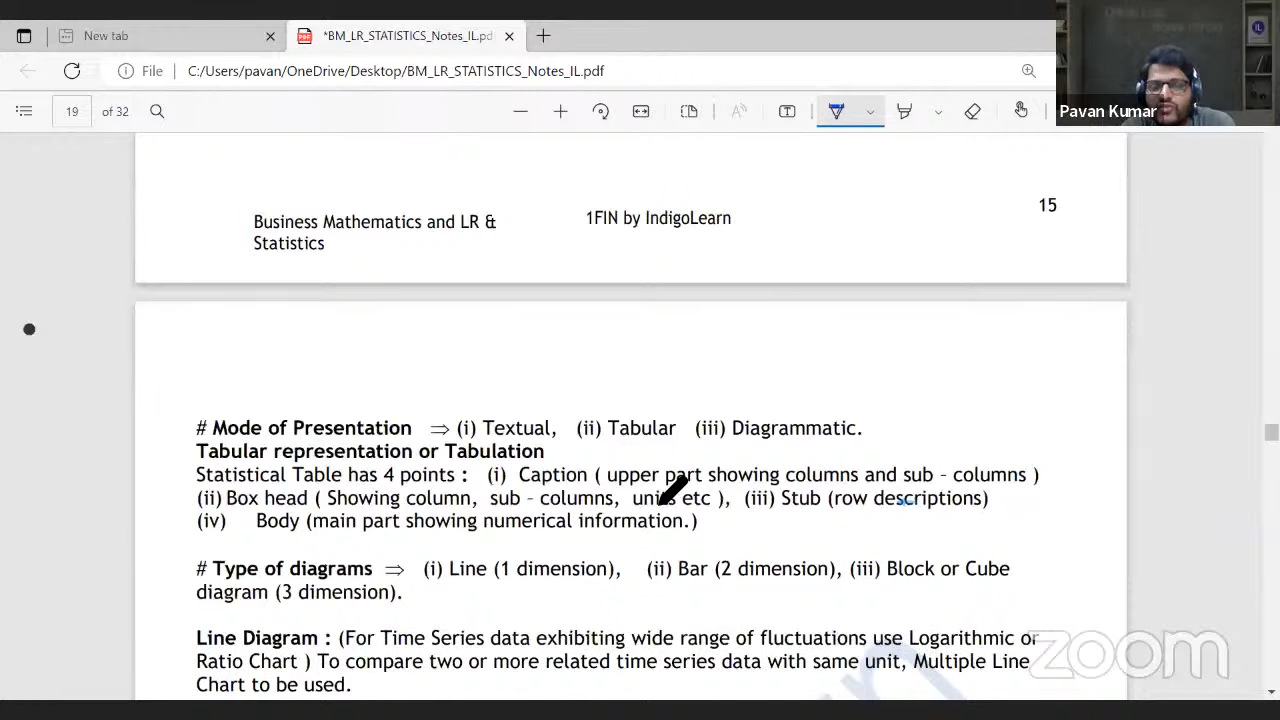 New tab
*BM_LR_STATISTICS_Notes_IL.pd
File
C:/Users/pavan/OneDrive/Desktop/BM_LR_STATISTICS_Notes_IL.pdf
19 of 32
Pavan Kumar
Business Mathematics and LR &
Statistics
1FIN by IndigoLearn
15
# Mode of Presentation ⇒ (i) Textual, (ii) Tabular (iii) Diagrammatic.
Tabular representation or Tabulation
Statistical Table has 4 points : (i) Caption ( upper part showing columns and sub – columns )
(ii) Box head ( Showing column, sub – columns, units etc ), (iii) Stub (row descriptions)
(iv) Body (main part showing numerical information.)
# Type of diagrams ⇒ (i) Line (1 dimension), (ii) Bar (2 dimension), (iii) Block or Cube
diagram (3 dimension).
Line Diagram : (For Time Series data exhibiting wide range of fluctuations use Logarithmic or
Ratio Chart ) To compare two or more related time series data with same unit, Multiple Line
Chart to be used.
zoom